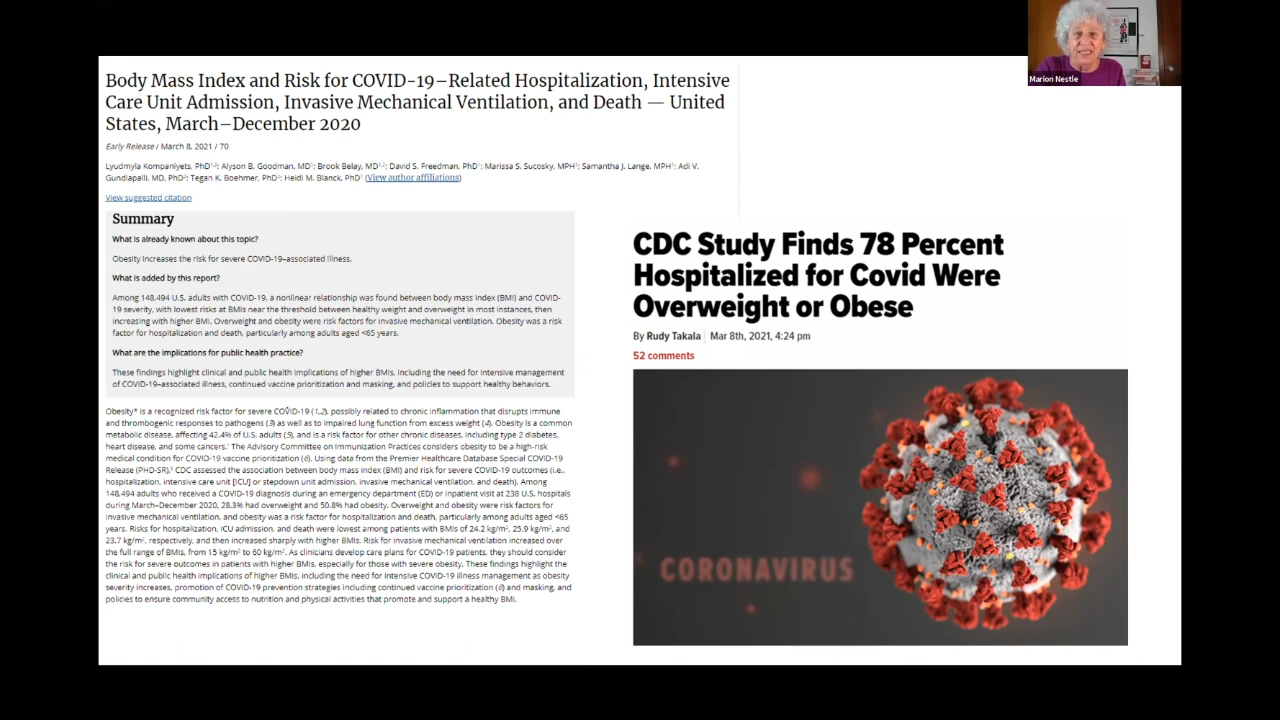 Marion Nestle
Body Mass Index and Risk for COVID-19–Related Hospitalization, Intensive
Care Unit Admission, Invasive Mechanical Ventilation, and Death — United
States, March–December 2020
Early Release / March 8, 2021 / 70
Lyudmyla Kompaniyets, PhD1,2; Alyson B. Goodman, MD1; Brook Belay, MD1,2; David S. Freedman, PhD1; Marissa S. Sucosky, MPH1; Samantha J. Lange, MPH1; Adi V.
Gundlapalli, MD, PhD2; Tegan K. Boehmer, PhD2; Heidi M. Blanck, PhD1 (View author affiliations)
View suggested citation
Summary
What is already known about this topic?
Obesity increases the risk for severe COVID-19–associated illness.
What is added by this report?
Among 148,494 U.S. adults with COVID-19, a nonlinear relationship was found between body mass index (BMI) and COVID-
19 severity, with lowest risks at BMIs near the threshold between healthy weight and overweight in most instances, then
increasing with higher BMI. Overweight and obesity were risk factors for invasive mechanical ventilation. Obesity was a risk
factor for hospitalization and death, particularly among adults aged <65 years.
What are the implications for public health practice?
These findings highlight clinical and public health implications of higher BMIs, including the need for intensive management
of COVID-19–associated illness, continued vaccine prioritization and masking, and policies to support healthy behaviors.
Obesity* is a recognized risk factor for severe COVID-19 (1,2), possibly related to chronic inflammation that disrupts immune
and thrombogenic responses to pathogens (3) as well as to impaired lung function from excess weight (4). Obesity is a common
metabolic disease, affecting 42.4% of U.S. adults (5), and is a risk factor for other chronic diseases, including type 2 diabetes,
heart disease, and some cancers.† The Advisory Committee on Immunization Practices considers obesity to be a high-risk
medical condition for COVID-19 vaccine prioritization (6). Using data from the Premier Healthcare Database Special COVID-19
Release (PHD-SR),§ CDC assessed the association between body mass index (BMI) and risk for severe COVID-19 outcomes (i.e.,
hospitalization, intensive care unit [ICU] or stepdown unit admission, invasive mechanical ventilation, and death). Among
148,494 adults who received a COVID-19 diagnosis during an emergency department (ED) or inpatient visit at 238 U.S. hospitals
during March–December 2020, 28.3% had overweight and 50.8% had obesity. Overweight and obesity were risk factors for
invasive mechanical ventilation, and obesity was a risk factor for hospitalization and death, particularly among adults aged <65
years. Risks for hospitalization, ICU admission, and death were lowest among patients with BMIs of 24.2 kg/m², 25.9 kg/m², and
23.7 kg/m², respectively, and then increased sharply with higher BMIs. Risk for invasive mechanical ventilation increased over
the full range of BMIs, from 15 kg/m² to 60 kg/m². As clinicians develop care plans for COVID-19 patients, they should consider
the risk for severe outcomes in patients with higher BMIs, especially for those with severe obesity. These findings highlight the
clinical and public health implications of higher BMIs, including the need for intensive COVID-19 illness management as obesity
severity increases, promotion of COVID-19 prevention strategies including continued vaccine prioritization (6) and masking, and
policies to ensure community access to nutrition and physical activities that promote and support a healthy BMI.
CDC Study Finds 78 Percent
Hospitalized for Covid Were
Overweight or Obese
By Rudy Takala Mar 8th, 2021, 4:24 pm
52 comments
CORONAVIRUS